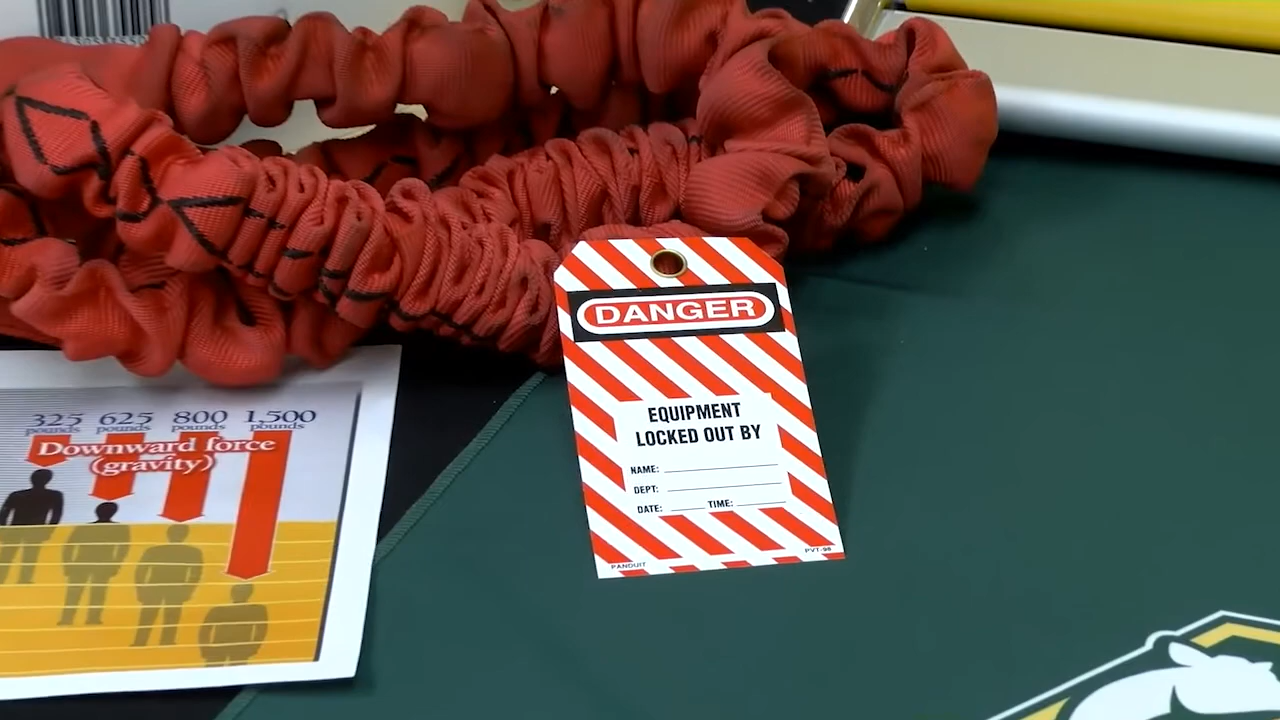 325 625 800 1,500
pounds pounds pounds pounds
Downward force
(gravity)
DANGER
EQUIPMENT
LOCKED OUT BY
NAME:
DEPT:
DATE: TIME:
PANDUIT PVT-98